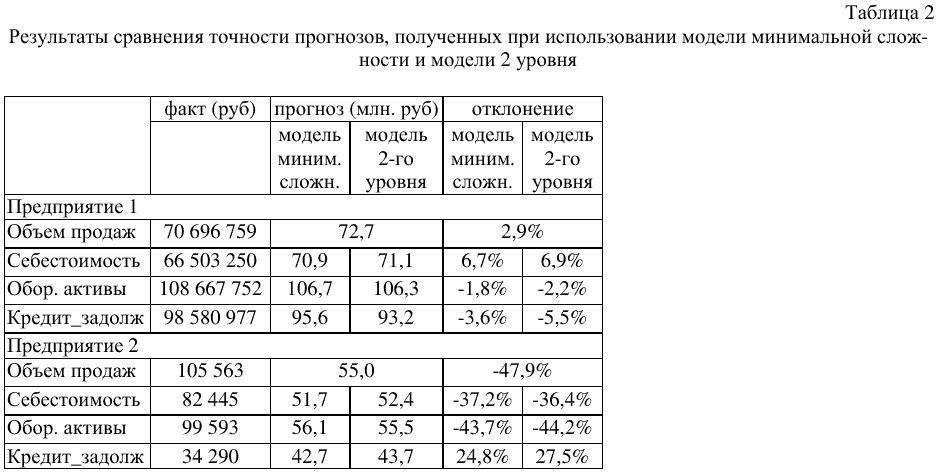 Таблица 2
Результаты сравнения точности прогнозов, полученных при использовании модели минимальной слож-
ности и модели 2 уровня
факт (руб) прогноз (млн. руб) отклонение
модель модель модель модель
миним. 2-го миним. 2-го
сложн. уровня сложн. уровня
Предприятие 1
Объем продаж 70 696 759 72,7 2,9%
Себестоимость 66 503 250 70,9 71,1 6,7% 6,9%
Обор. активы 108 667 752 106,7 106,3 -1,8% -2,2%
Кредит_задолж 98 580 977 95,6 93,2 -3,6% -5,5%
Предприятие 2
Объем продаж 105 563 55,0 -47,9%
Себестоимость 82 445 51,7 52,4 -37,2% -36,4%
Обор. активы 99 593 56,1 55,5 -43,7% -44,2%
Кредит_задолж 34 290 42,7 43,7 24,8% 27,5%